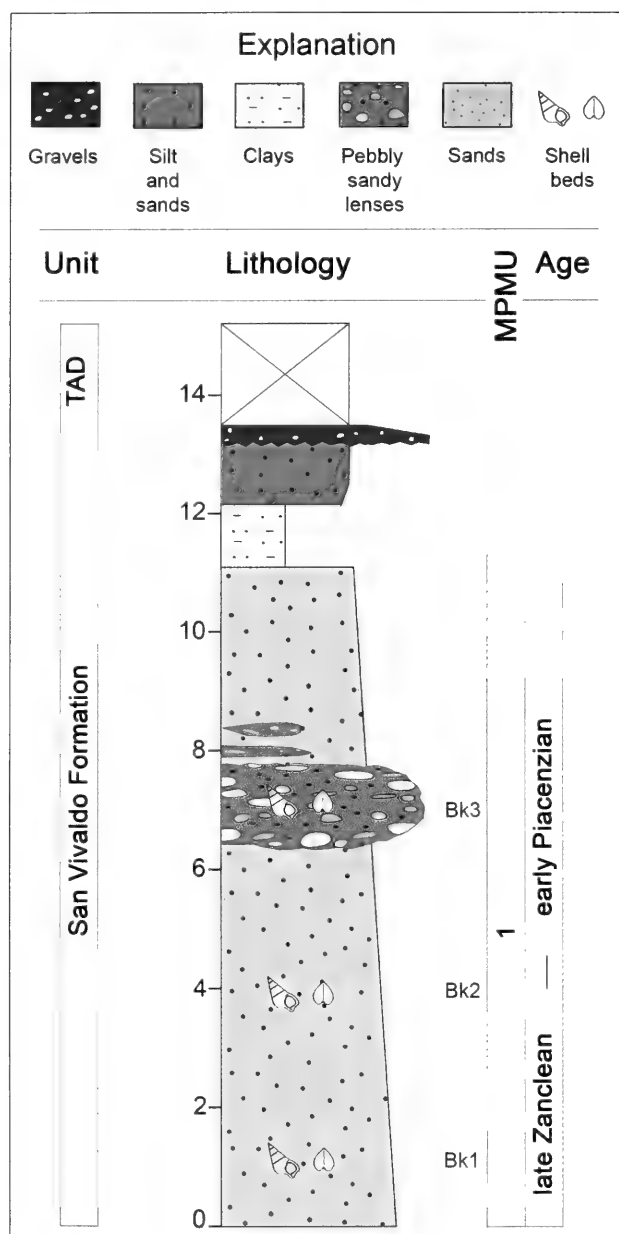 Explanation
Gravels
Silt
and
sands
Clays
Pebbly
sandy
lenses
Sands
Shell
beds
Unit
Lithology
MPMU
Age
TAD
San Vivaldo Formation
14
12
10
8
6
4
2
0
Bk3
Bk2
Bk1
1
late Zanclean — early Piacenzian